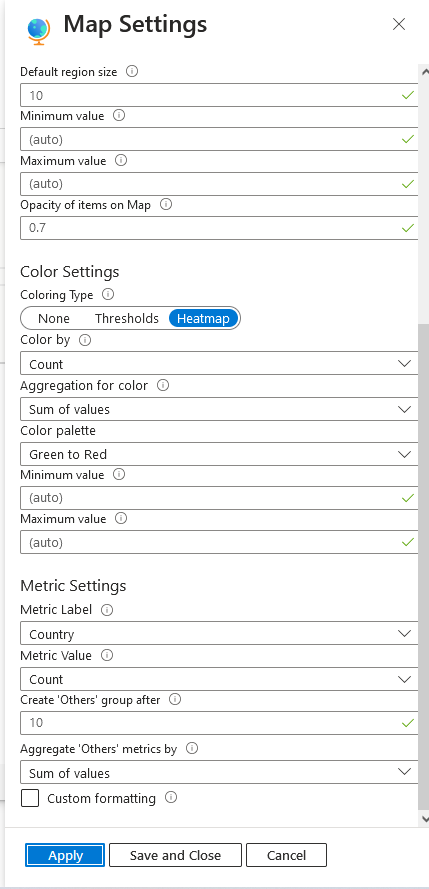 Map Settings
Default region size
10
Minimum value
(auto)
Maximum value
(auto)
Opacity of items on Map
0.7
Color Settings
Coloring Type
None Thresholds Heatmap
Color by
Count
Aggregation for color
Sum of values
Color palette
Green to Red
Minimum value
(auto)
Maximum value
(auto)
Metric Settings
Metric Label
Country
Metric Value
Count
Create 'Others' group after
10
Aggregate 'Others' metrics by
Sum of values
Custom formatting
Apply Save and Close Cancel